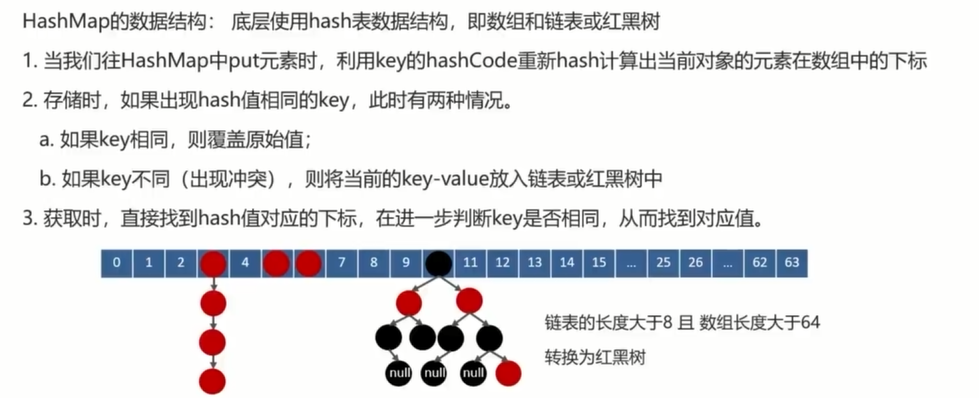 HashMap的数据结构： 底层使用hash表数据结构，即数组和链表或红黑树
1. 当我们往HashMap中put元素时，利用key的hashCode重新hash计算出当前对象的元素在数组中的下标
2. 存储时，如果出现hash值相同的key，此时有两种情况。
a. 如果key相同，则覆盖原始值；
b. 如果key不同（出现冲突），则将当前的key-value放入链表或红黑树中
3. 获取时，直接找到hash值对应的下标，在进一步判断key是否相同，从而找到对应值。
0 1 2 4 7 8 9 11 12 13 14 15 ... 25 26 ... 62 63
链表的长度大于8 且 数组长度大于64
转换为红黑树
null null null